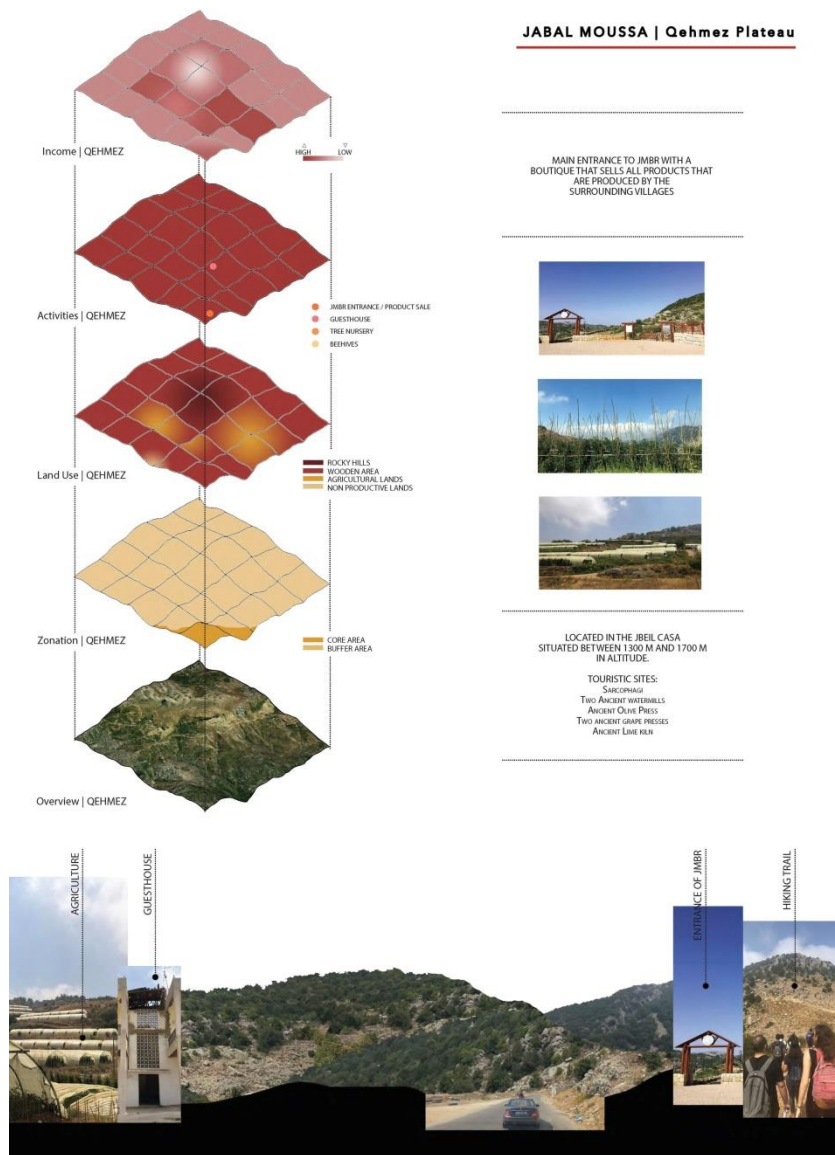 JABAL MOUSSA | Qehmez Plateau
Income | QEHMEZ
HIGH
LOW
MAIN ENTRANCE TO JMBR WITH A
BOUTIQUE THAT SELLS ALL PRODUCTS THAT
ARE PRODUCED BY THE
SURROUNDING VILLAGES
Activities | QEHMEZ
JMBR ENTRANCE / PRODUCT SALE
GUESTHOUSE
TREE NURSERY
BEEHIVES
Land Use | QEHMEZ
ROCKY HILLS
WOODEN AREA
AGRICULTURAL LANDS
NON PRODUCTIVE LANDS
Zonation | QEHMEZ
CORE AREA
BUFFER AREA
LOCATED IN THE JBEIL CASA
SITUATED BETWEEN 1300 M AND 1700 M
IN ALTITUDE.
TOURISTIC SITES:
SARCOPHAGI
TWO ANCIENT WATERMILLS
ANCIENT OLIVE PRESS
TWO ANCIENT GRAPE PRESSES
ANCIENT LIME KILN
Overview | QEHMEZ
AGRICULTURE
GUESTHOUSE
ENTRANCE OF JMBR
HIKING TRAIL